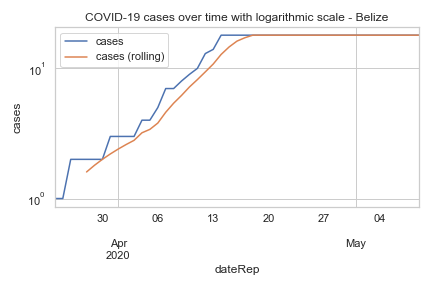 COVID-19 cases over time with logarithmic scale - Belize
cases
cases (rolling)
10¹
10⁰
cases
30 06 13 20 27 04
Apr May
2020
dateRep